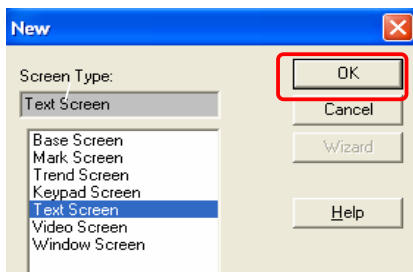 New
Screen Type:
Text Screen
Base Screen
Mark Screen
Trend Screen
Keypad Screen
Text Screen
Video Screen
Window Screen
OK
Cancel
Wizard
Help